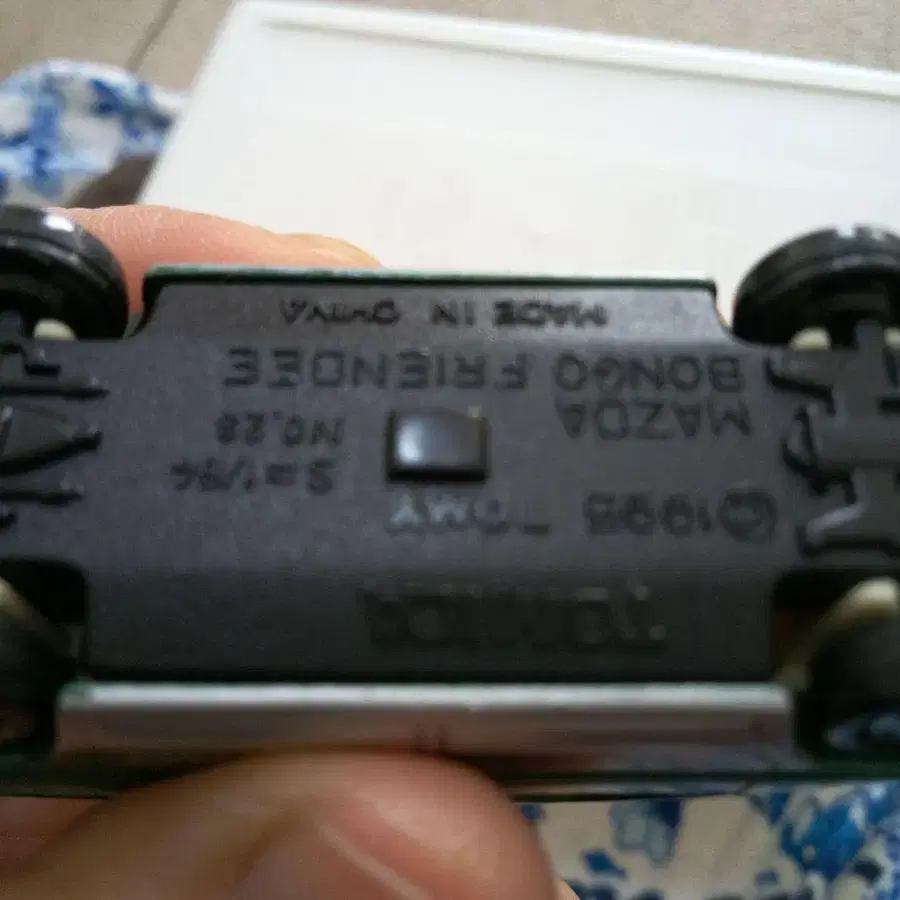 TOMICA
©1995 TOMY S=1/64
MAZDA NO.28
BONGO FRIENDEE
MADE IN CHINA